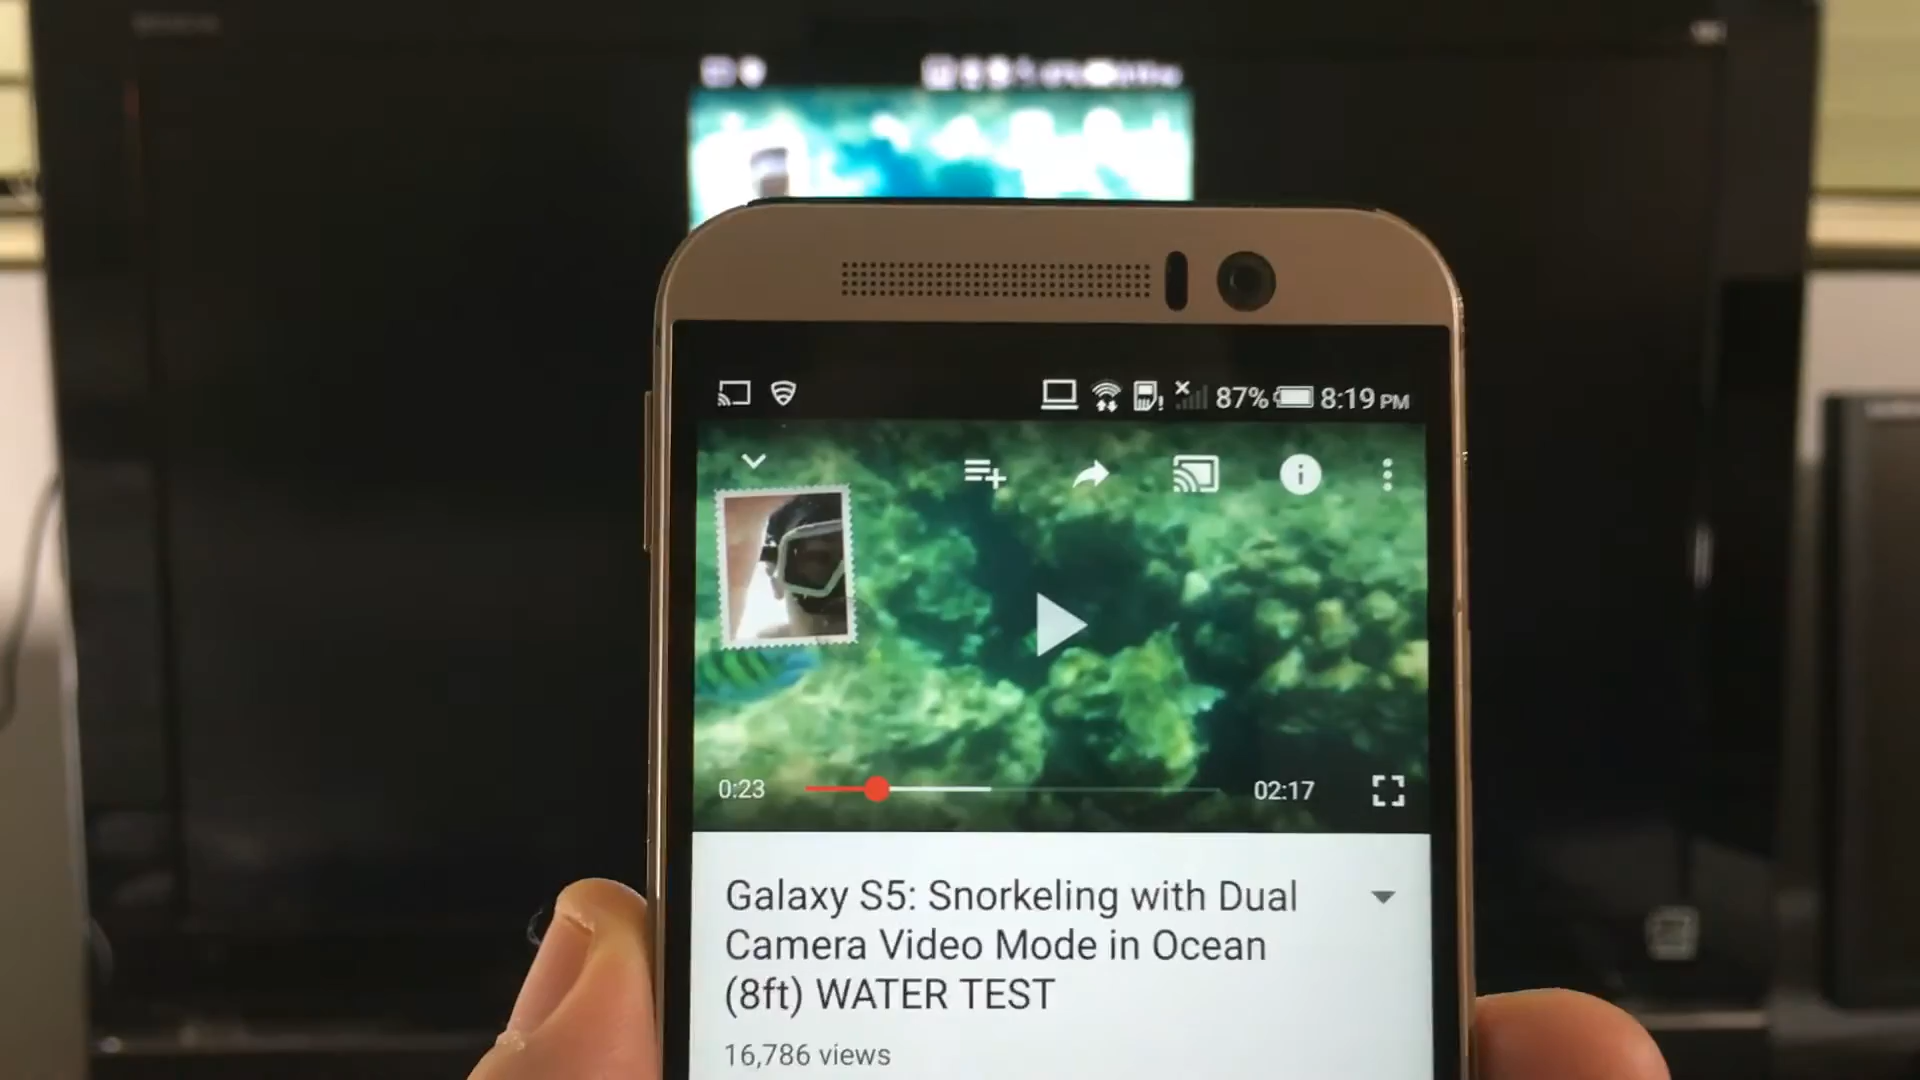 87% 8:19 PM
0:23 02:17
Galaxy S5: Snorkeling with Dual
Camera Video Mode in Ocean
(8ft) WATER TEST
16,786 views